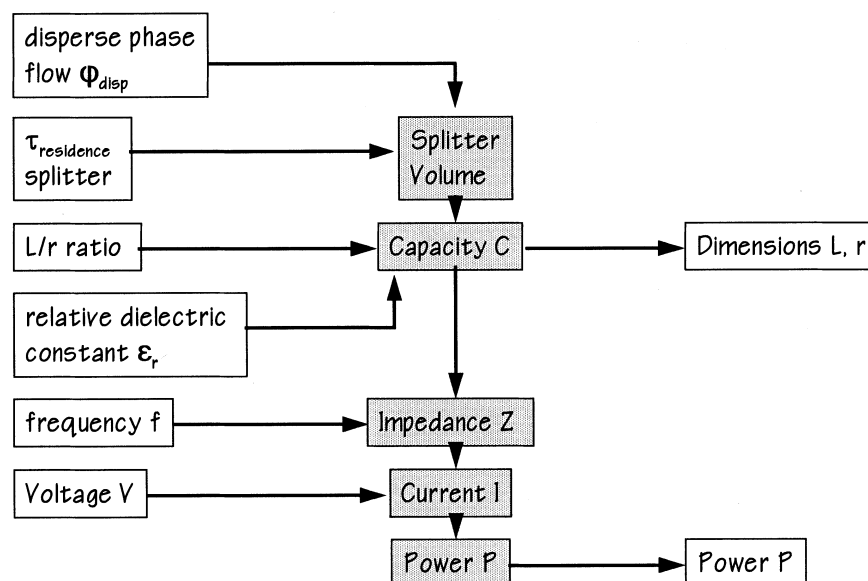 disperse phase
flow φdisp
τresidence
splitter
Splitter
Volume
L/r ratio
Capacity C
Dimensions L, r
relative dielectric
constant εr
frequency f
Impedance Z
Voltage V
Current I
Power P
Power P